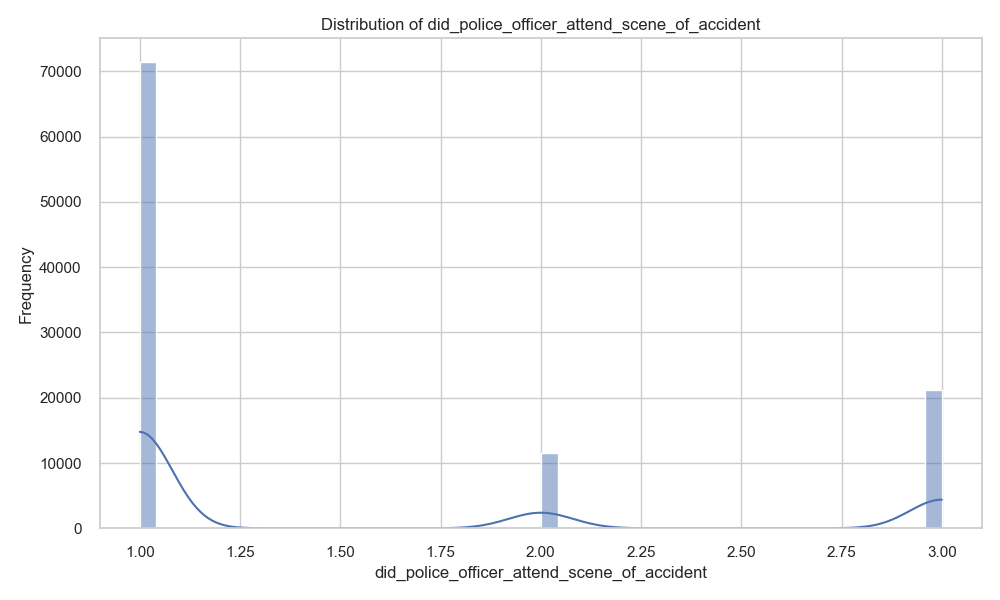 Distribution of did_police_officer_attend_scene_of_accident
Frequency
70000
60000
50000
40000
30000
20000
10000
0
1.00 1.25 1.50 1.75 2.00 2.25 2.50 2.75 3.00
did_police_officer_attend_scene_of_accident